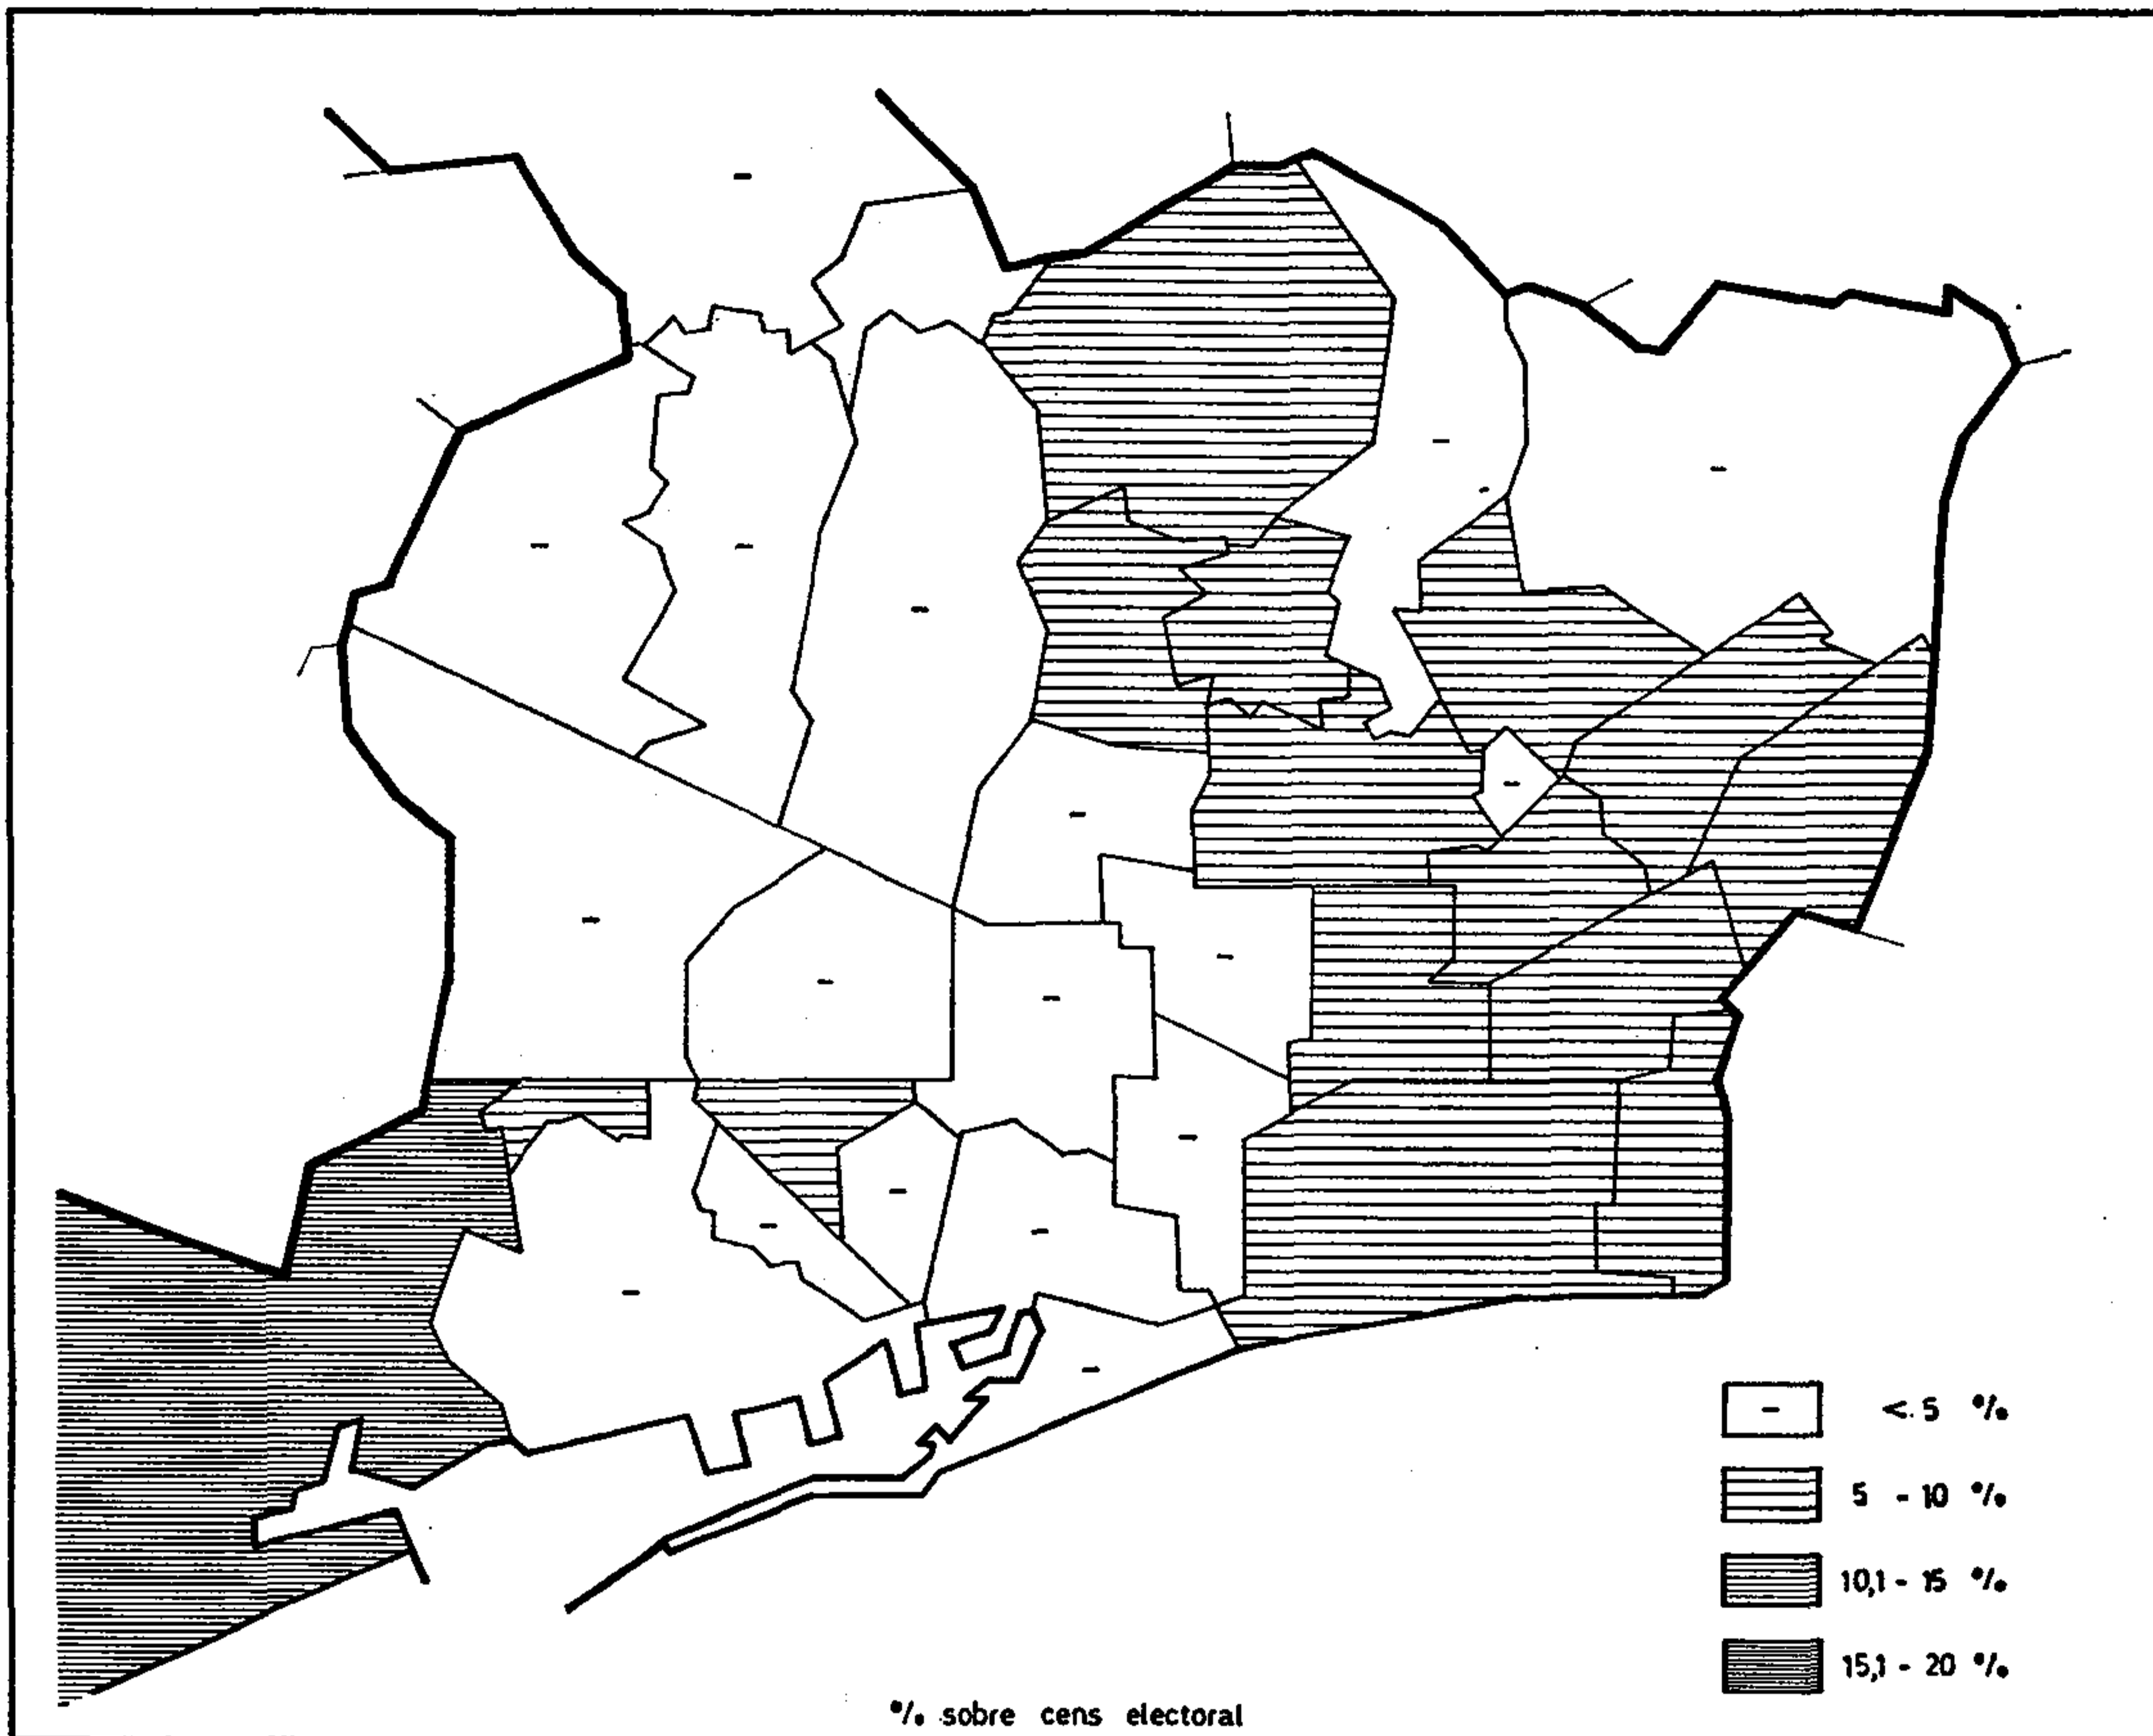 - < 5 %
5 - 10 %
10,1 - 15 %
15,1 - 20 %
% sobre cens electoral